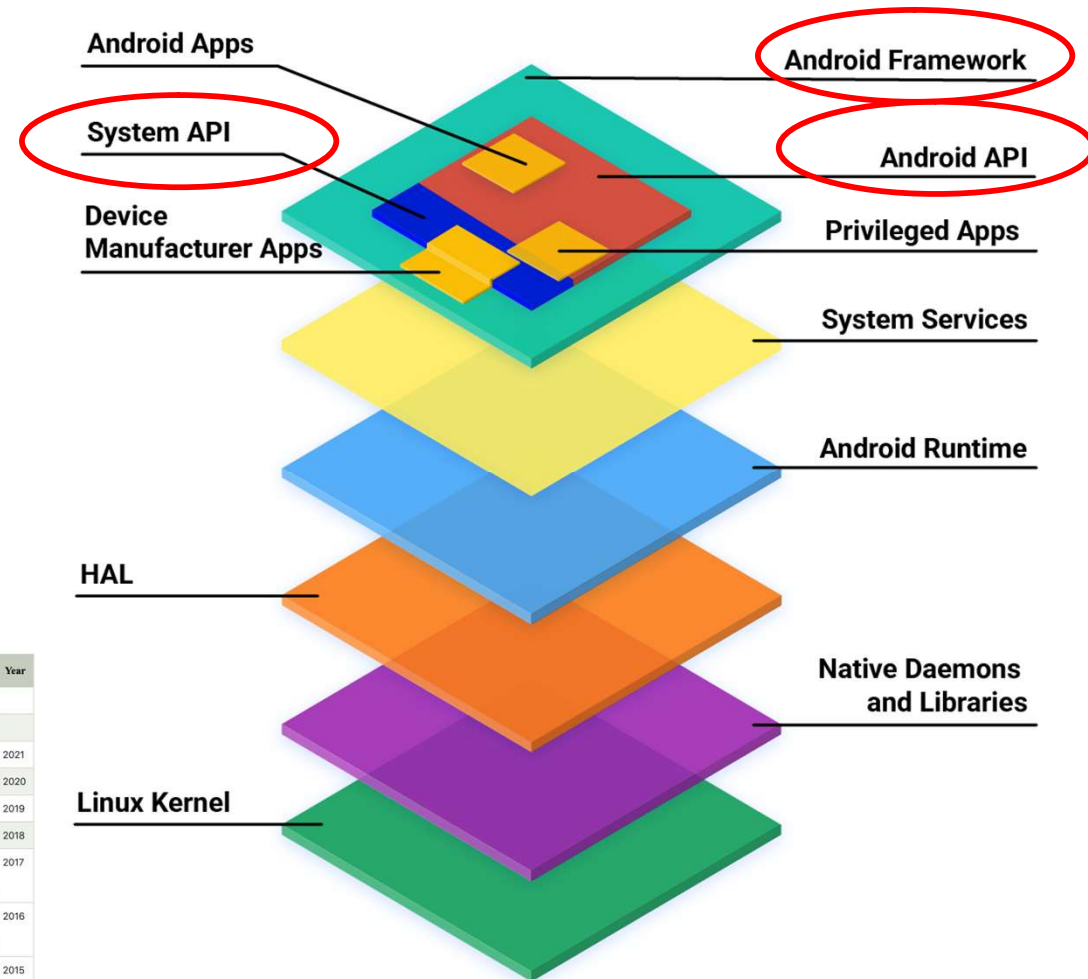 Android Apps
Android Framework
System API
Android API
Device
Manufacturer Apps
Privileged Apps
System Services
Android Runtime
HAL
Native Daemons
and Libraries
Linux Kernel
Year
2021
2020
2019
2018
2017
2016
2015